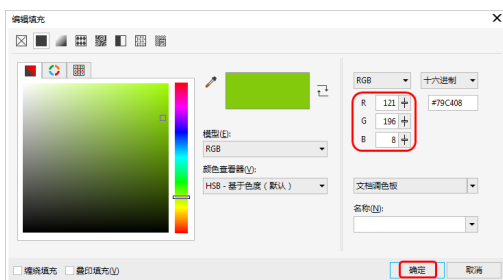 编辑填充
RGB 十六进制
R 121 #79C408
G 196
B 8
模型(E):
RGB
颜色查看器(V):
HSB - 基于色度（默认） 文档调色板
名称(N):
缠绕填充 叠印填充(V) 确定 取消